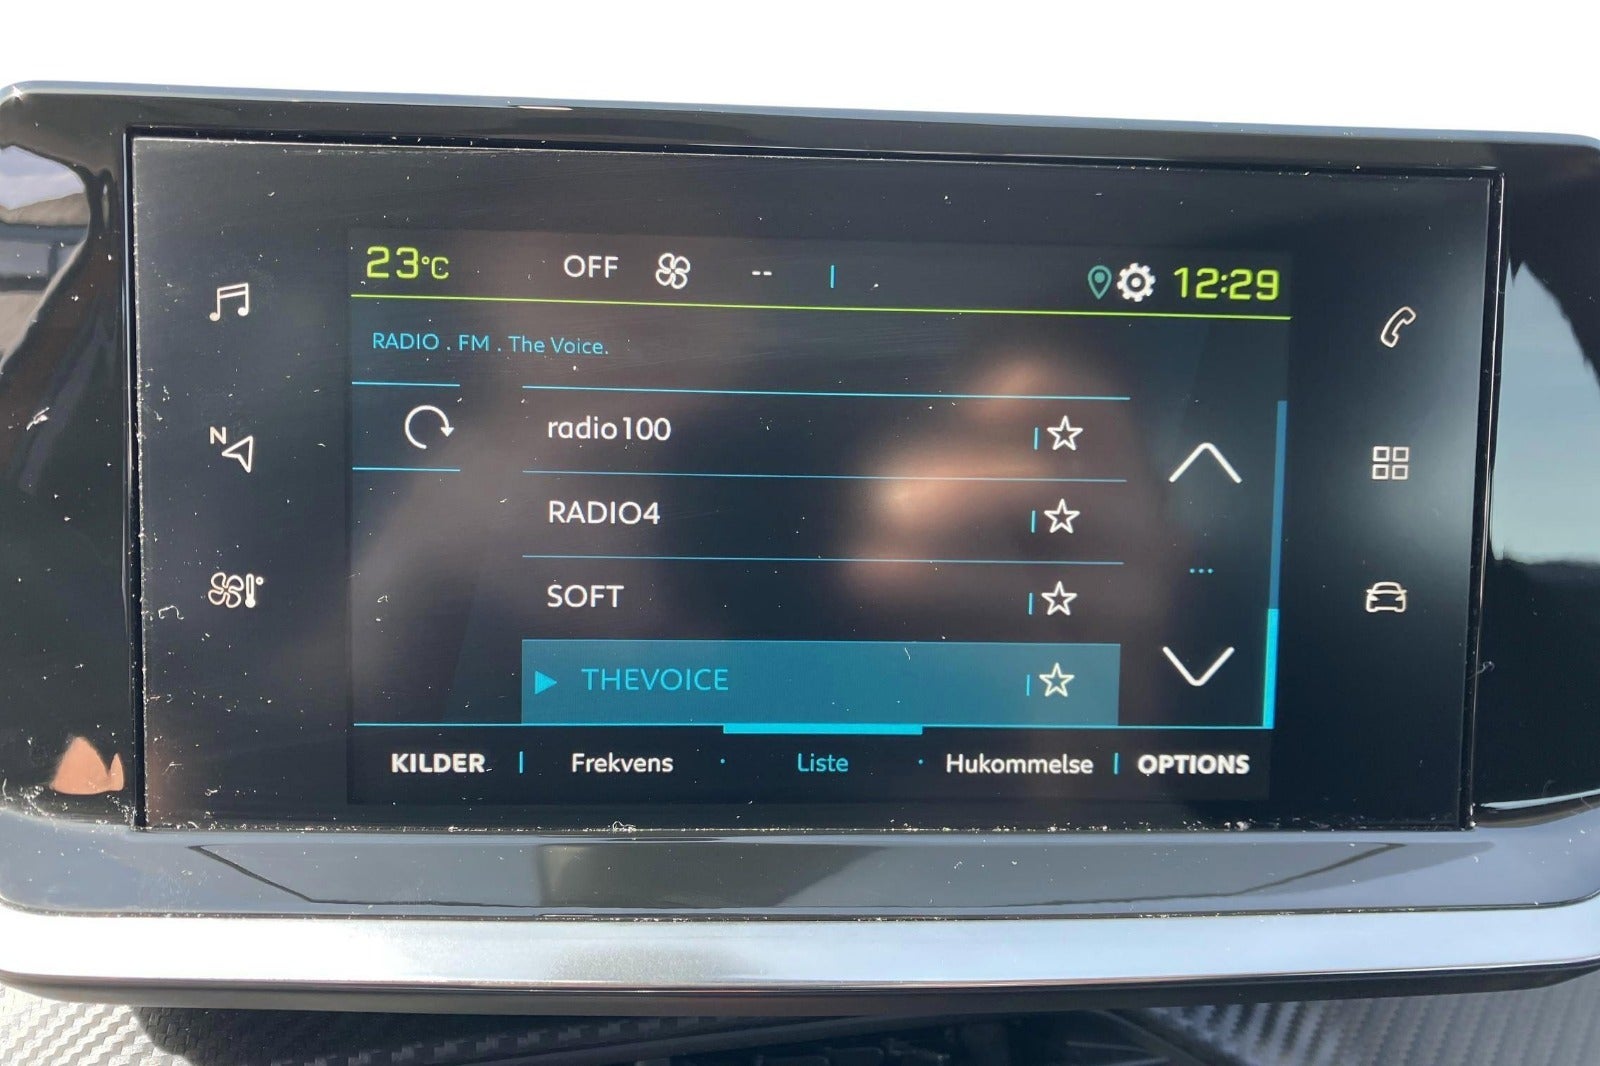 23°C OFF -- 12:29
RADIO . FM . The Voice.
radio100
N
RADIO4
SOFT
THEVOICE
KILDER Frekvens · Liste · Hukommelse OPTIONS